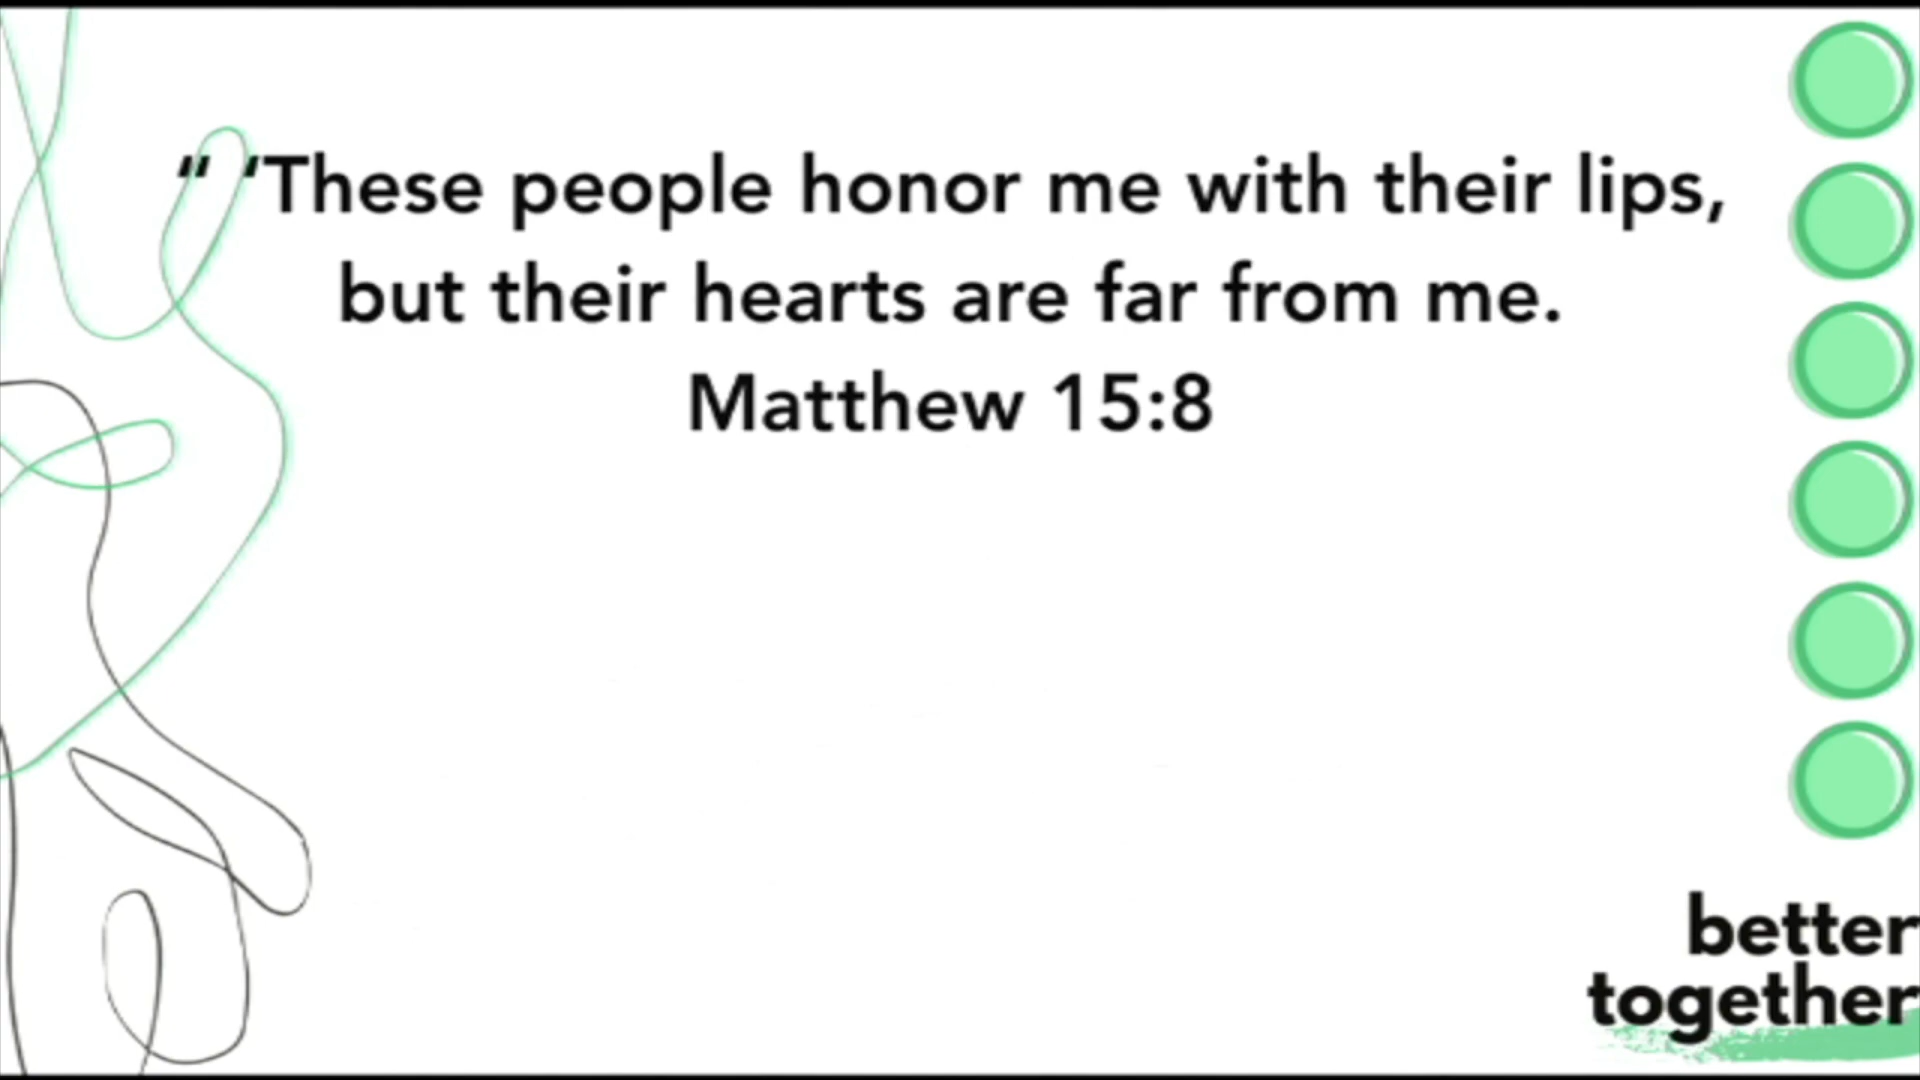 “ ‘These people honor me with their lips,
but their hearts are far from me.
Matthew 15:8
better
together